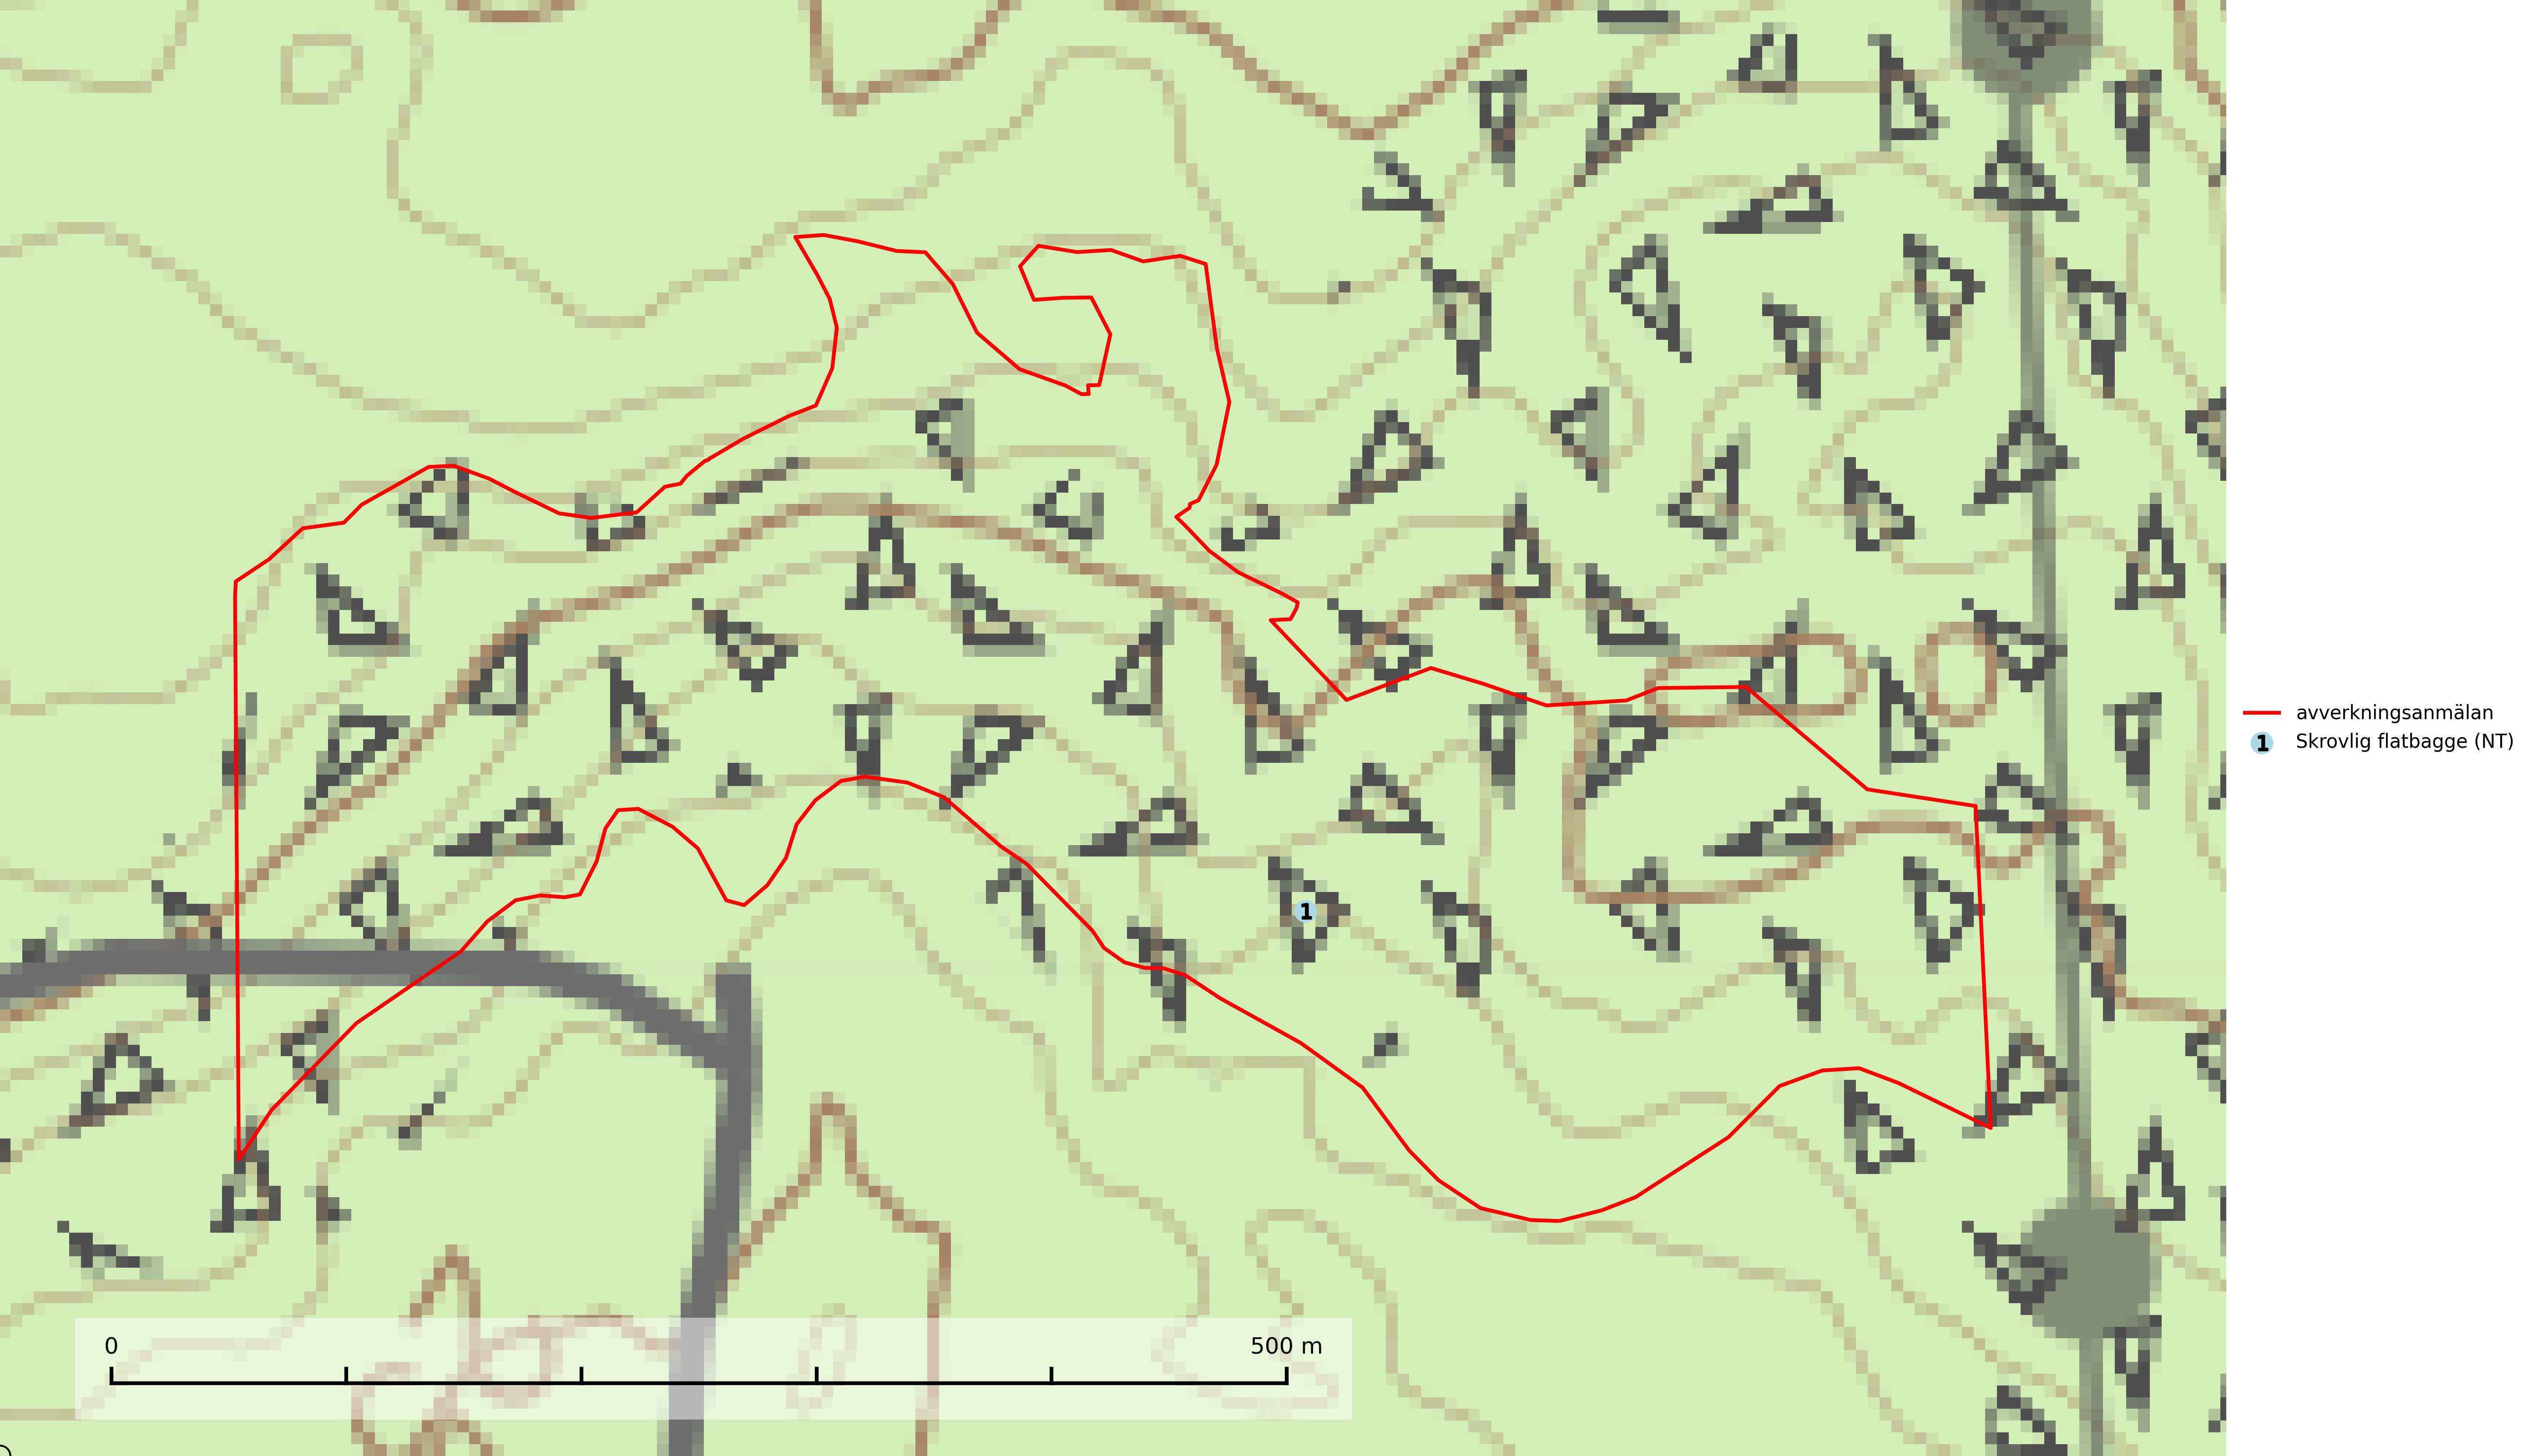 1
avverkningsanmälan
1 Skrovlig flatbagge (NT)
0 500 m